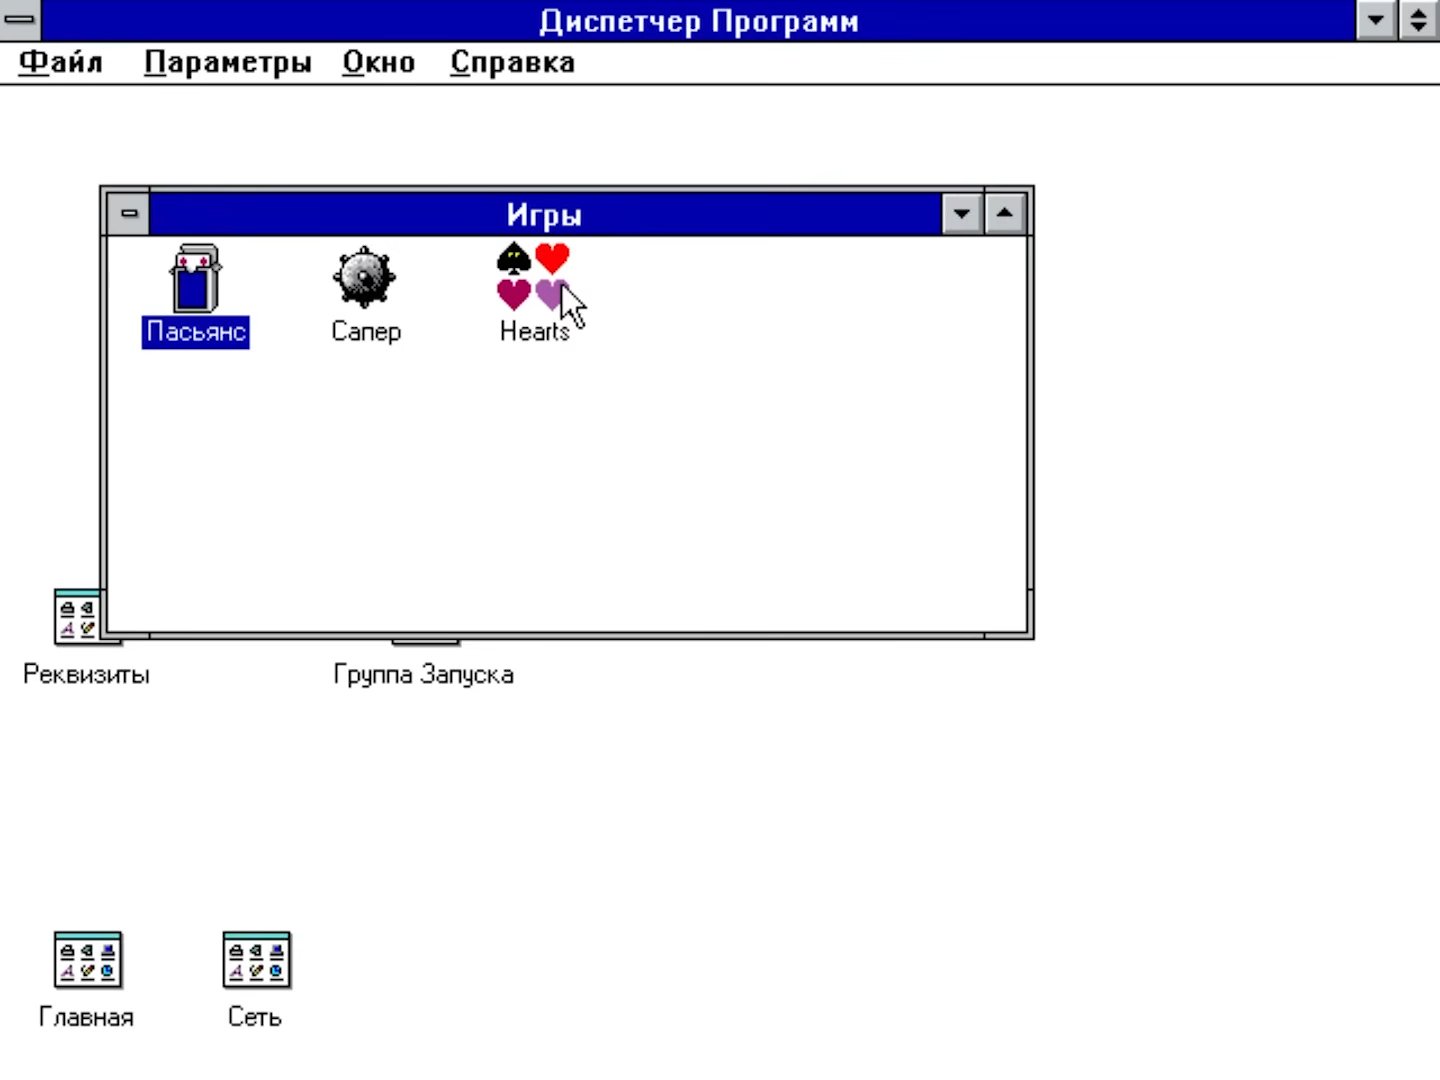 Диспетчер Программ
Файл Параметры Окно Справка
Игры
Пасьянс Сапер Hearts
Реквизиты Группа Запуска
Главная Сеть